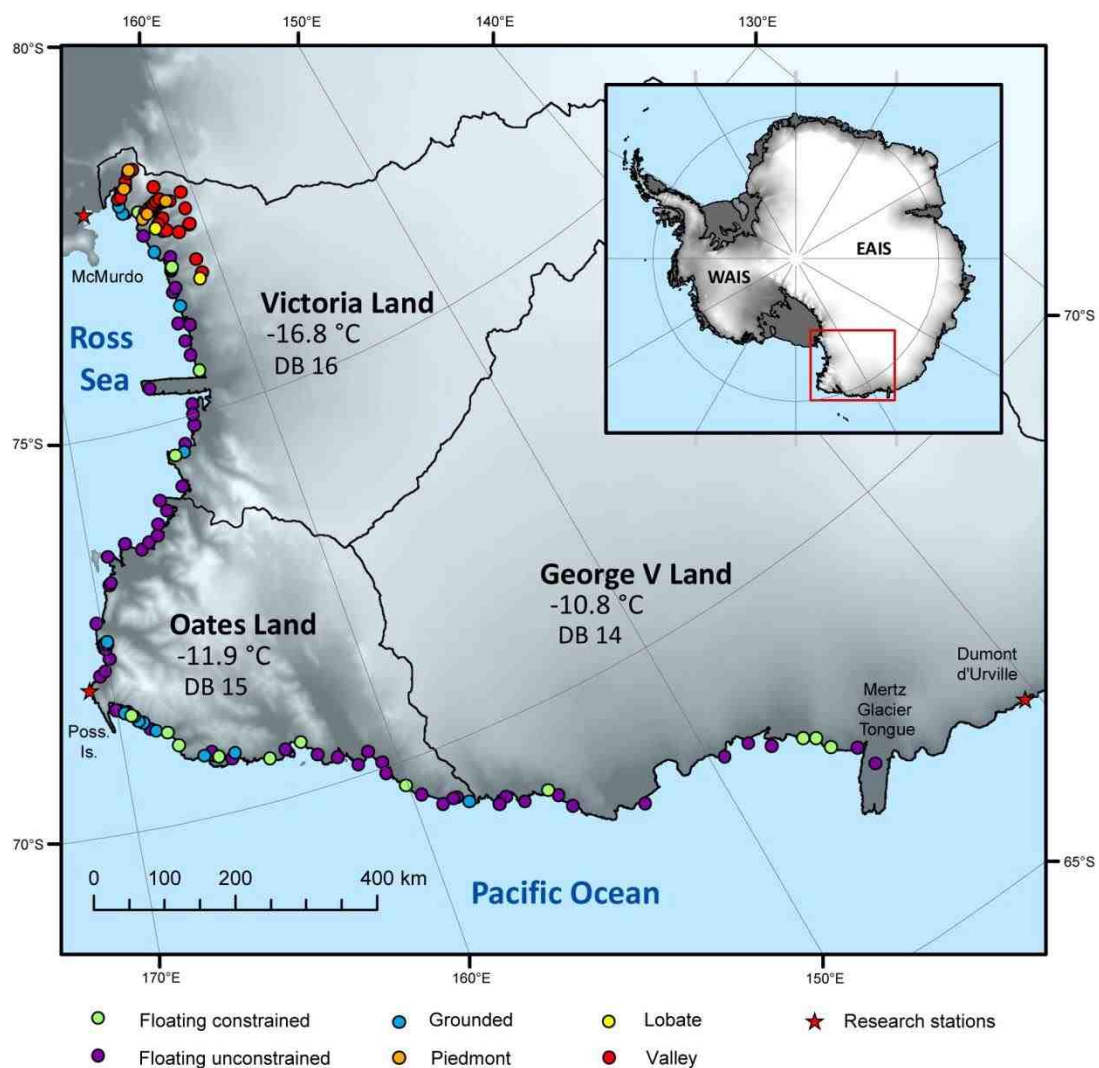 160°E
150°E
140°E
130°E
80°S
WAIS
EAIS
McMurdo
Victoria Land
-16.8 °C
DB 16
Ross
Sea
70°S
75°S
George V Land
-10.8 °C
DB 14
Oates Land
-11.9 °C
DB 15
Dumont
d'Urville
Mertz
Glacier
Tongue
Poss.
Is.
70°S
65°S
0 100 200 400 km
Pacific Ocean
170°E
160°E
150°E
Floating constrained
Grounded
Lobate
Research stations
Floating unconstrained
Piedmont
Valley